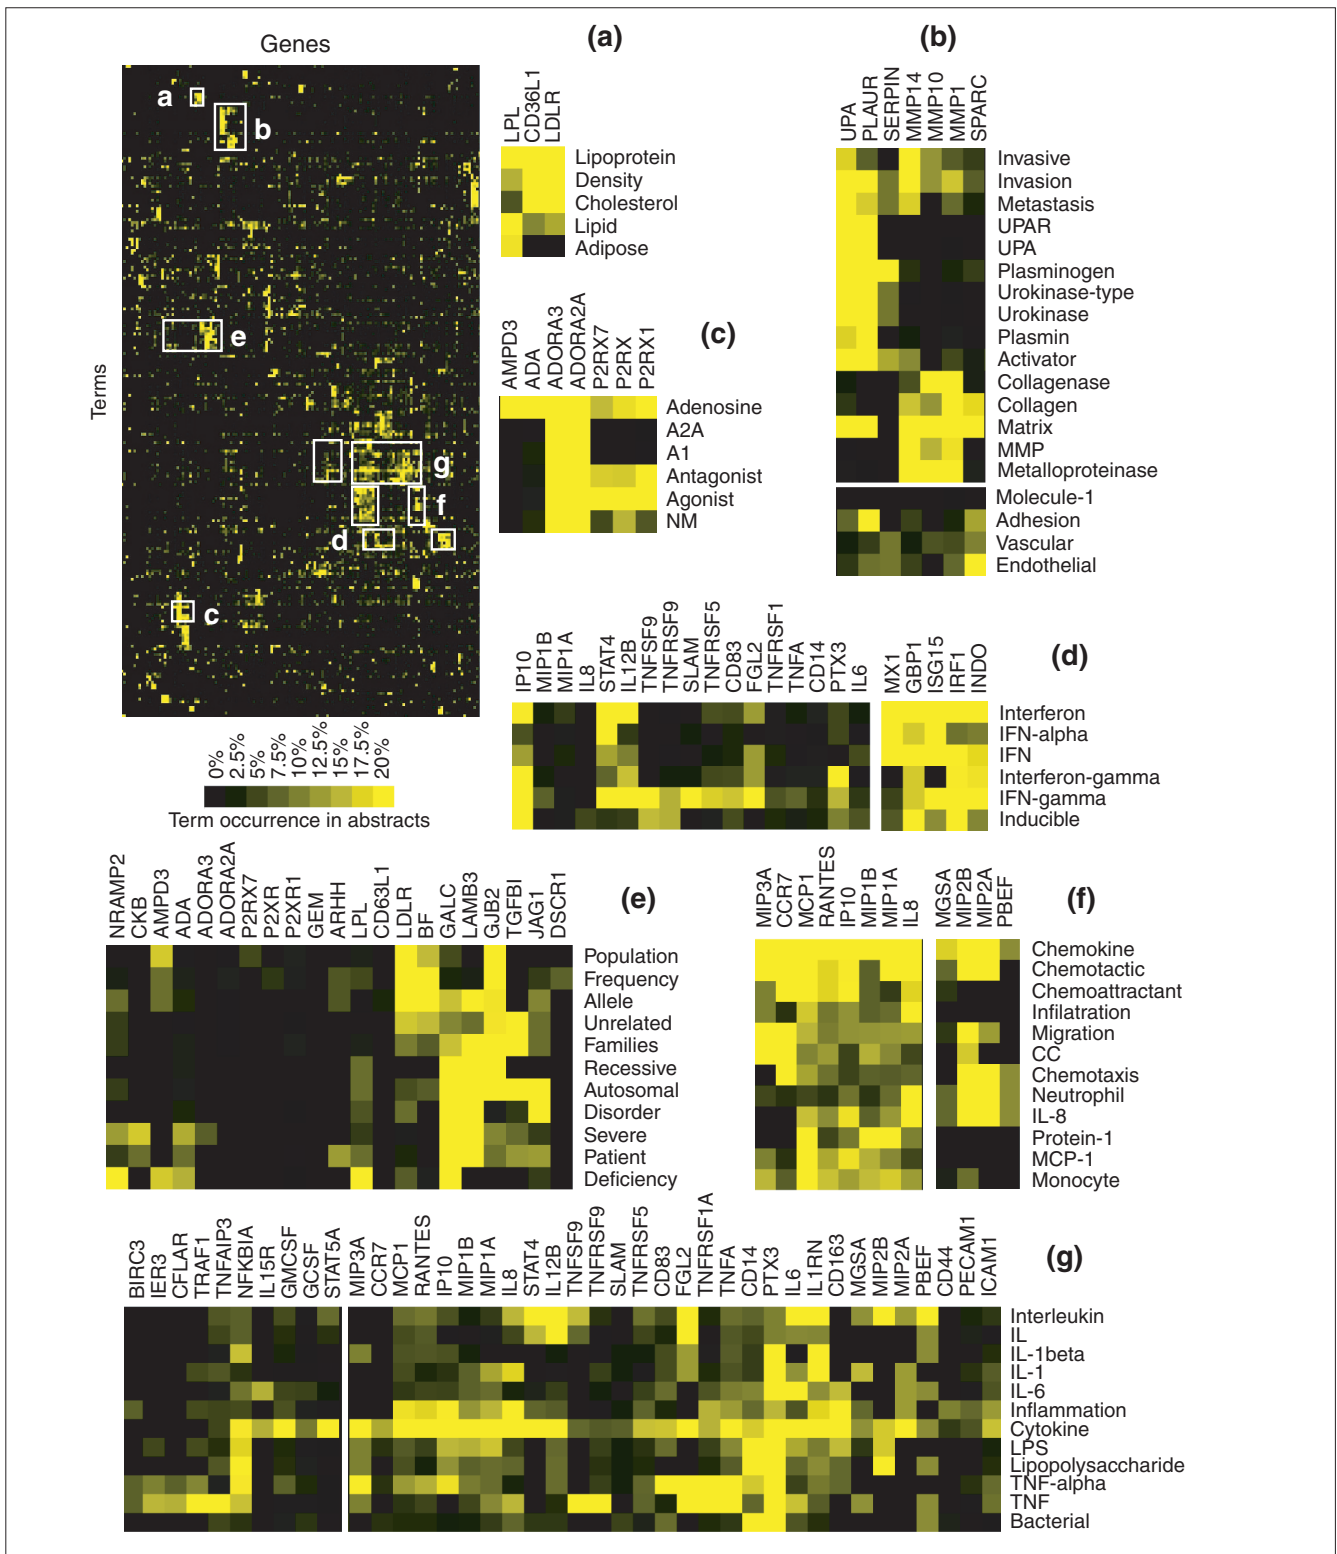 Genes
Terms
a
b
e
g
f
d
c
0%
2.5%
5%
7.5%
10%
12.5%
15%
17.5%
20%
Term occurrence in abstracts
(a)
LPL
CD36L1
LDLR
Lipoprotein
Density
Cholesterol
Lipid
Adipose
(b)
UPA
PLAUR
SERPIN
MMP14
MMP10
MMP1
SPARC
Invasive
Invasion
Metastasis
UPAR
UPA
Plasminogen
Urokinase-type
Urokinase
Plasmin
Activator
Collagenase
Collagen
Matrix
MMP
Metalloproteinase
Molecule-1
Adhesion
Vascular
Endothelial
(c)
AMPD3
ADA
ADORA3
ADORA2A
P2RX7
P2RX
P2RX1
Adenosine
A2A
A1
Antagonist
Agonist
NM
(d)
IP10
MIP1B
MIP1A
IL8
STAT4
IL12B
TNFSF9
TNFRSF9
SLAM
TNFRSF5
CD83
FGL2
TNFRSF1
TNFA
CD14
PTX3
IL6
MX1
GBP1
ISG15
IRF1
INDO
Interferon
IFN-alpha
IFN
Interferon-gamma
IFN-gamma
Inducible
(e)
NRAMP2
CKB
AMPD3
ADA
ADORA3
ADORA2A
P2RX7
P2XR
P2XR1
GEM
ARHH
LPL
CD63L1
LDLR
BF
GALC
LAMB3
GJB2
TGFBI
JAG1
DSCR1
Population
Frequency
Allele
Unrelated
Families
Recessive
Autosomal
Disorder
Severe
Patient
Deficiency
(f)
MIP3A
CCR7
MCP1
RANTES
IP10
MIP1B
MIP1A
IL8
MGSA
MIP2B
MIP2A
PBEF
Chemokine
Chemotactic
Chemoattractant
Infilatration
Migration
CC
Chemotaxis
Neutrophil
IL-8
Protein-1
MCP-1
Monocyte
(g)
BIRC3
IER3
CFLAR
TRAF1
TNFAIP3
NFKBIA
IL15R
GMCSF
GCSF
STAT5A
MIP3A
CCR7
MCP1
RANTES
IP10
MIP1B
MIP1A
IL8
STAT4
IL12B
TNFSF9
TNFRSF9
SLAM
TNFRSF5
CD83
FGL2
TNFRSF1A
TNFA
CD14
PTX3
IL6
IL1RN
CD163
MGSA
MIP2B
MIP2A
PBEF
CD44
PECAM1
ICAM1
Interleukin
IL
IL-1beta
IL-1
IL-6
Inflammation
Cytokine
LPS
Lipopolysaccharide
TNF-alpha
TNF
Bacterial